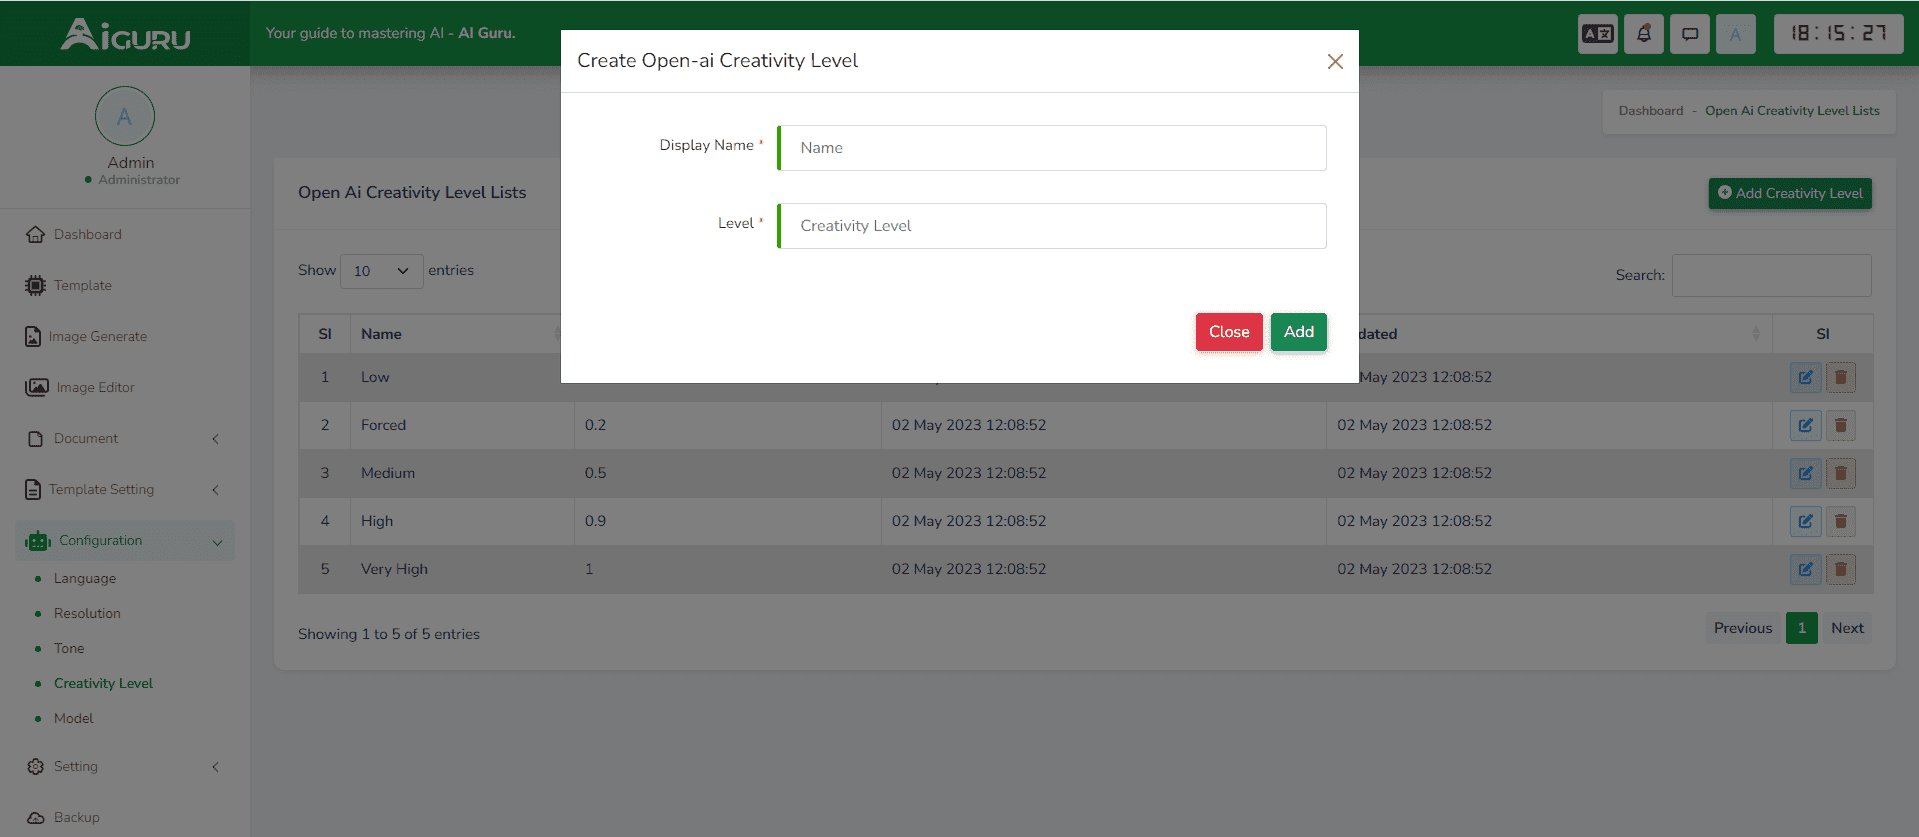 AiGURU
Your guide to mastering AI - AI Guru.
A
18:15:27
Create Open-ai Creativity Level
Display Name *
Name
Level *
Creativity Level
Close
Add
A
Admin
Administrator
Dashboard
Template
Image Generate
Image Editor
Document
Template Setting
Configuration
Language
Resolution
Tone
Creativity Level
Model
Setting
Backup
Dashboard - Open Ai Creativity Level Lists
Open Ai Creativity Level Lists
Add Creativity Level
Show 10 entries
Search:
Sl Name dated Sl
1 Low May 2023 12:08:52
2 Forced 0.2 02 May 2023 12:08:52 02 May 2023 12:08:52
3 Medium 0.5 02 May 2023 12:08:52 02 May 2023 12:08:52
4 High 0.9 02 May 2023 12:08:52 02 May 2023 12:08:52
5 Very High 1 02 May 2023 12:08:52 02 May 2023 12:08:52
Showing 1 to 5 of 5 entries
Previous 1 Next